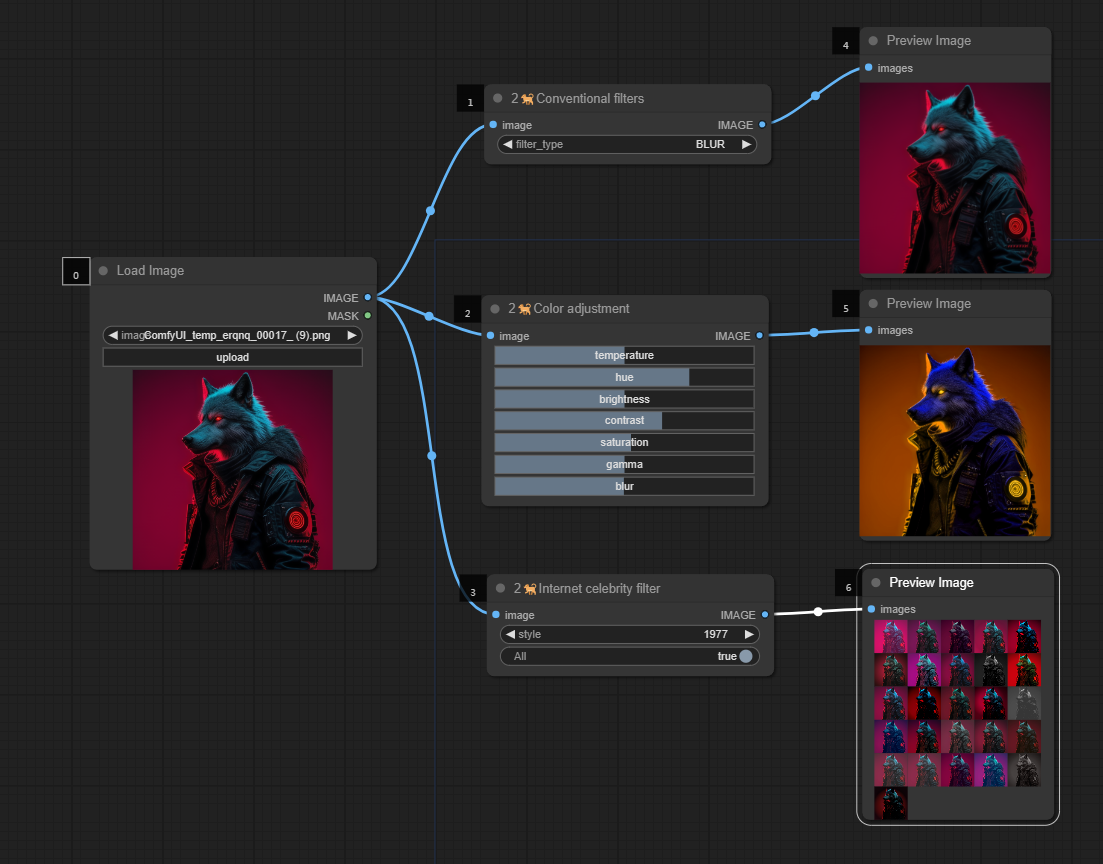 0
Load Image
IMAGE
MASK
ComfyUI_temp_erqnq_00017_ (9).png
upload
1
2🐕Conventional filters
image IMAGE
filter_type BLUR
4
Preview Image
images
2
2🐕Color adjustment
image IMAGE
temperature
hue
brightness
contrast
saturation
gamma
blur
5
Preview Image
images
3
2🐕Internet celebrity filter
image IMAGE
style 1977
All true
6
Preview Image
images